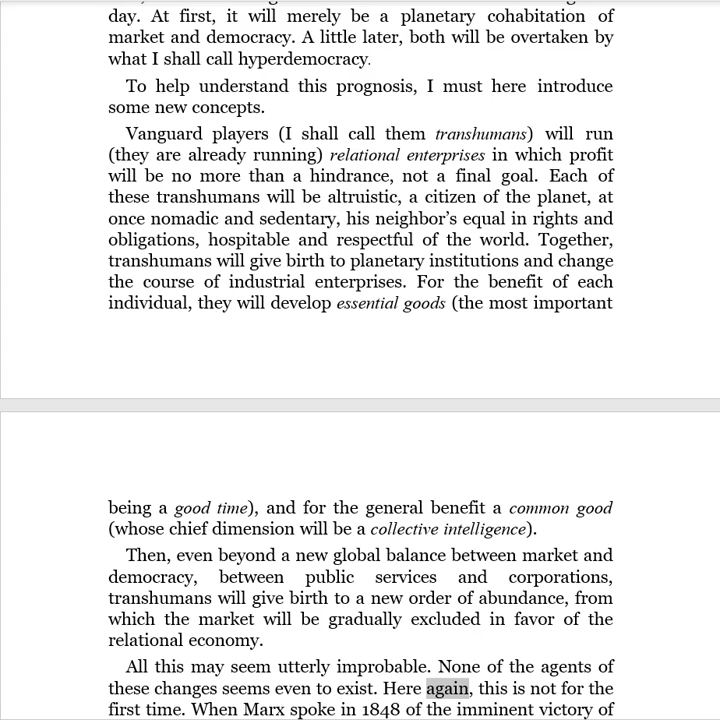 day. At first, it will merely be a planetary cohabitation of
market and democracy. A little later, both will be overtaken by
what I shall call hyperdemocracy.
To help understand this prognosis, I must here introduce
some new concepts.
Vanguard players (I shall call them transhumans) will run
(they are already running) relational enterprises in which profit
will be no more than a hindrance, not a final goal. Each of
these transhumans will be altruistic, a citizen of the planet, at
once nomadic and sedentary, his neighbor’s equal in rights and
obligations, hospitable and respectful of the world. Together,
transhumans will give birth to planetary institutions and change
the course of industrial enterprises. For the benefit of each
individual, they will develop essential goods (the most important
being a good time), and for the general benefit a common good
(whose chief dimension will be a collective intelligence).
Then, even beyond a new global balance between market and
democracy, between public services and corporations,
transhumans will give birth to a new order of abundance, from
which the market will be gradually excluded in favor of the
relational economy.
All this may seem utterly improbable. None of the agents of
these changes seems even to exist. Here again, this is not for the
first time. When Marx spoke in 1848 of the imminent victory of